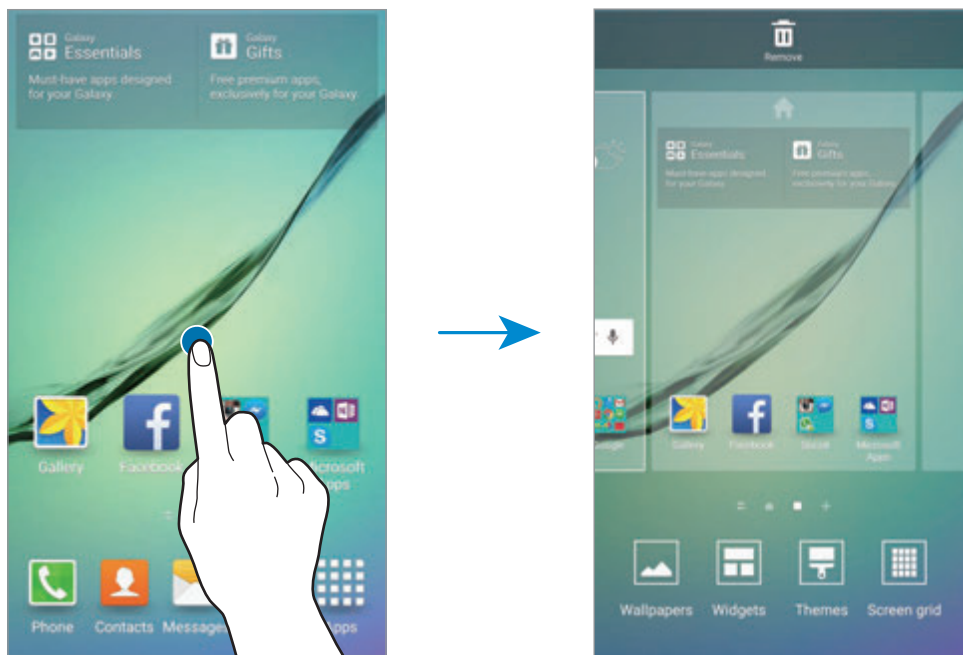 Galaxy
Essentials
Must-have apps designed
for your Galaxy.
Galaxy
Gifts
Free premium apps,
exclusively for your Galaxy.
Gallery
Facebook
Microsoft
Apps
Phone
Contacts
Messages
Apps
Remove
Galaxy
Essentials
Must-have apps designed
for your Galaxy.
Galaxy
Gifts
Free premium apps,
exclusively for your Galaxy.
Google
Gallery
Facebook
Social
Microsoft
Apps
Wallpapers
Widgets
Themes
Screen grid